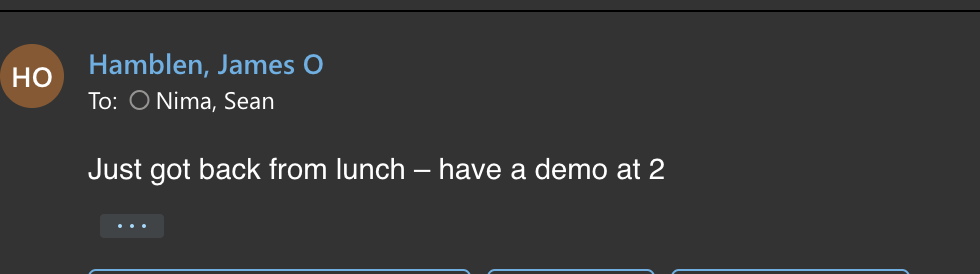 HO
Hamblen, James O
To: Nima, Sean
Just got back from lunch – have a demo at 2
...